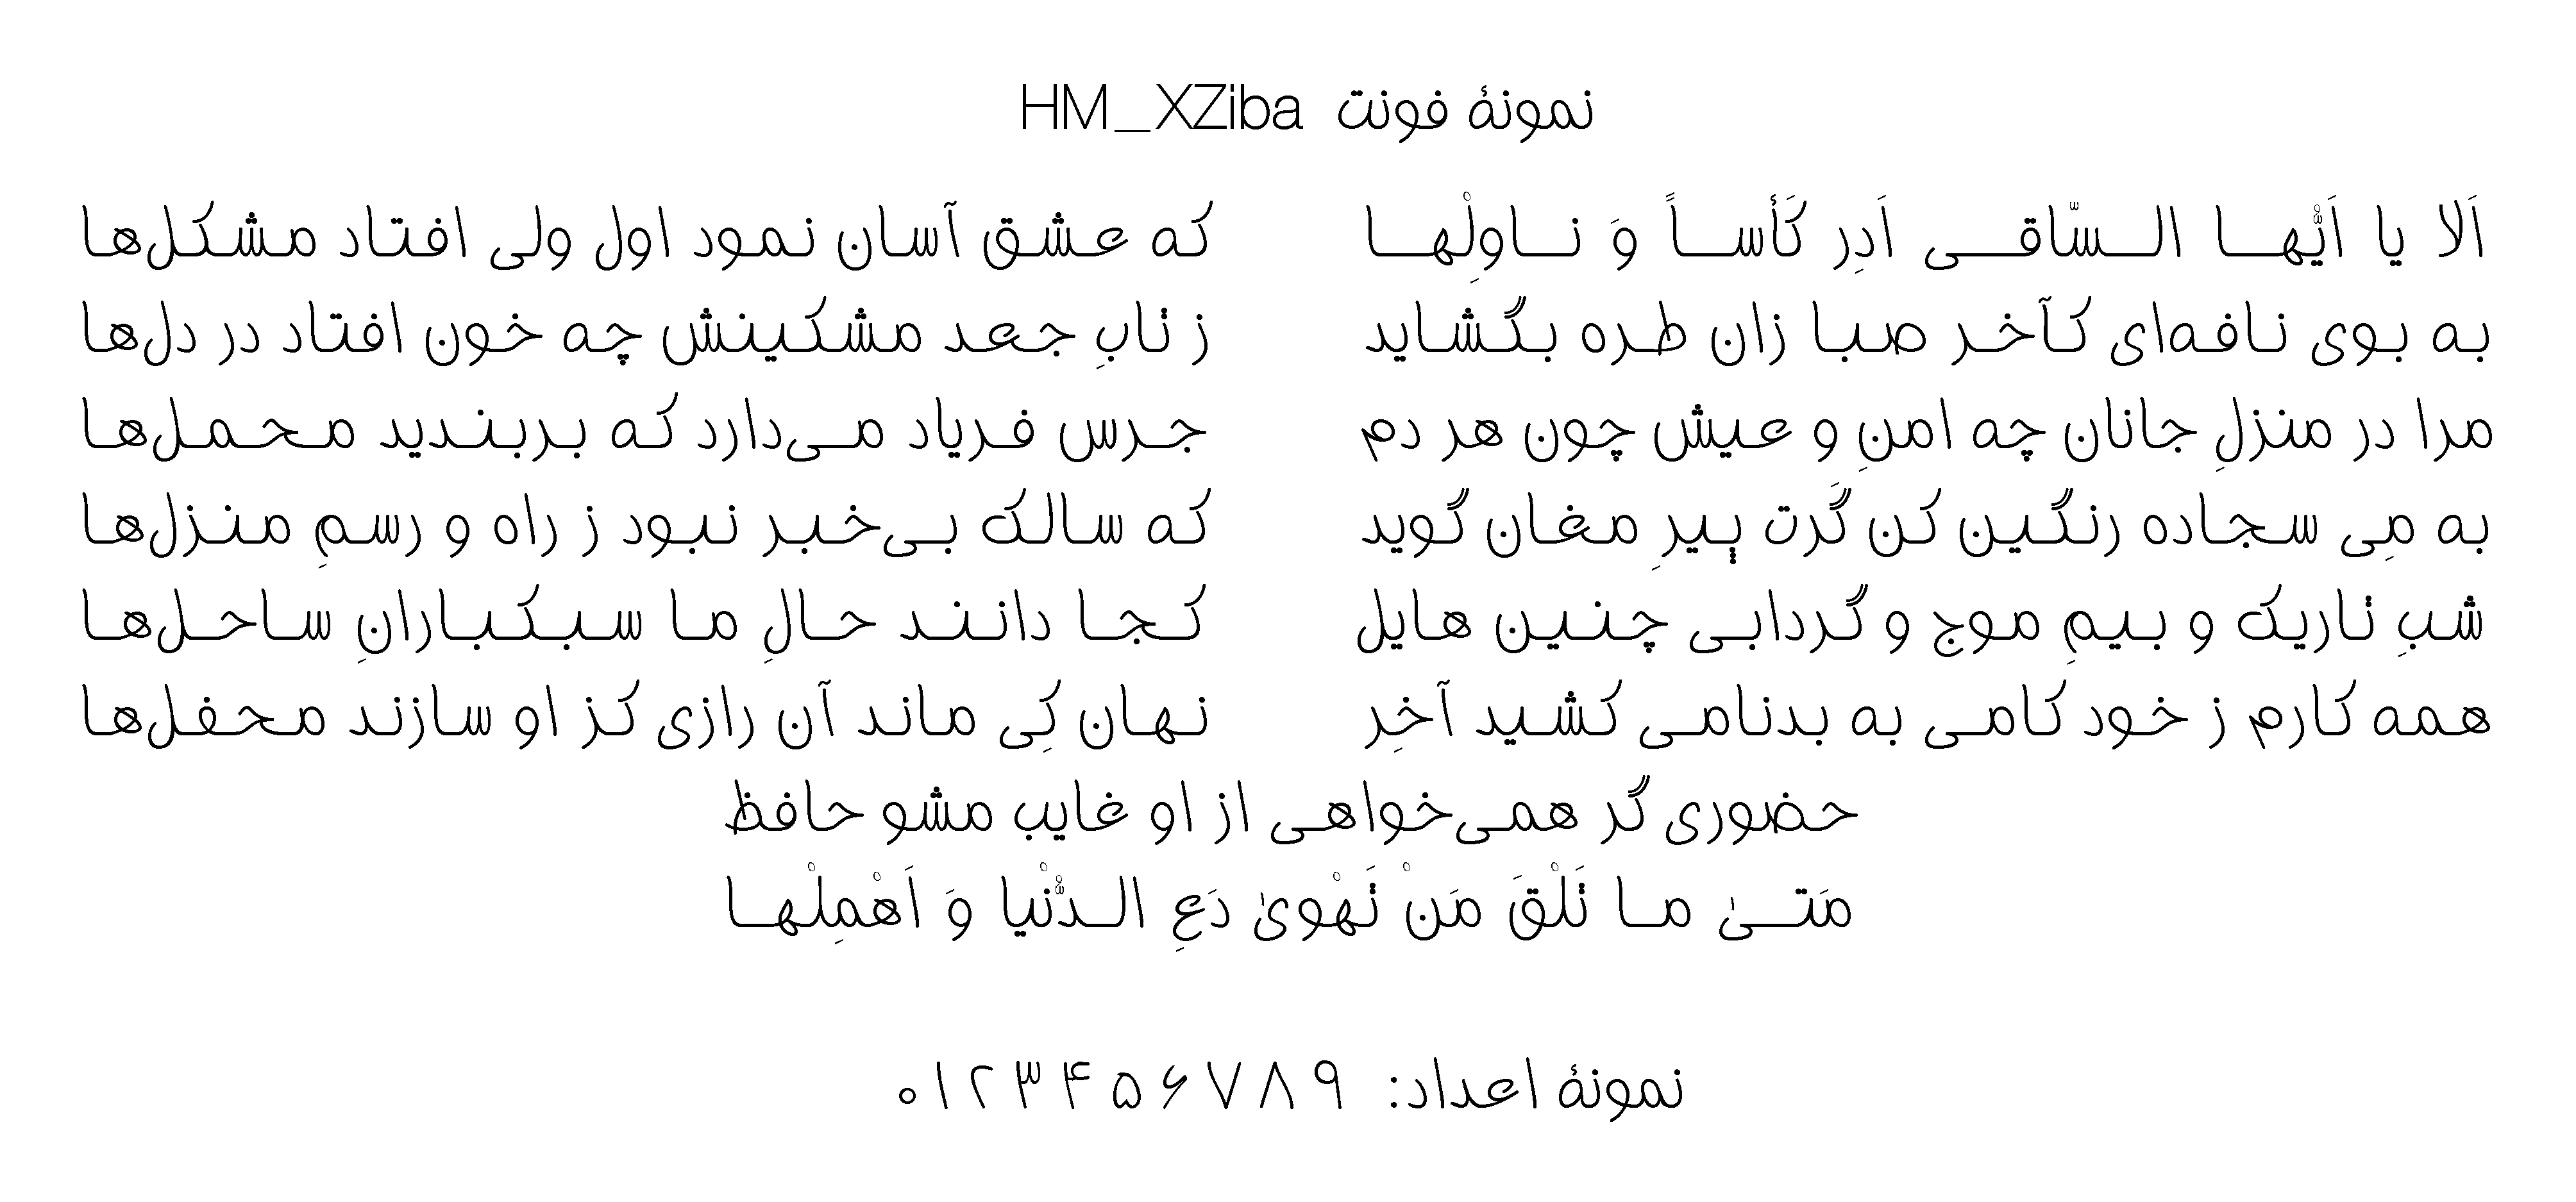 نمونهٔ فونت HM_XZiba
اَلا یا اَیُّهـا السّاقی اَدِر کَأساً وَ ناوِلْها که عشق آسان نمود اول ولی افتاد مشکل‌ها
به بوی نافه‌ای کآخر صبا زان طره بگشاید ز تابِ جعد مشکینش چه خون افتاد در دل‌ها
مرا در منزلِ جانان چه امنِ و عیش چون هر دم جرس فریاد می‌دارد که بربندید محمل‌ها
به مِی سجاده رنگین کن گَرت پیرِ مغان گوید که سالک بی‌خبر نبود ز راه و رسمِ منزل‌ها
شبِ تاریک و بیمِ موج و گردابی چنین هایل کجا دانند حالِ ما سبکبارانِ ساحل‌ها
همه کارم ز خود کامی به بدنامی کشید آخِر نهان کِی ماند آن رازی کز او سازند محفل‌ها
حضوری گر همی‌خواهی از او غایب مشو حافظ
مَتـیٰ ما تَلْقَ مَنْ تَهْویٰ دَعِ الدُّنْیا وَ اَهْمِلْها
نمونهٔ اعداد: ۰۱۲۳۴۵۶۷۸۹